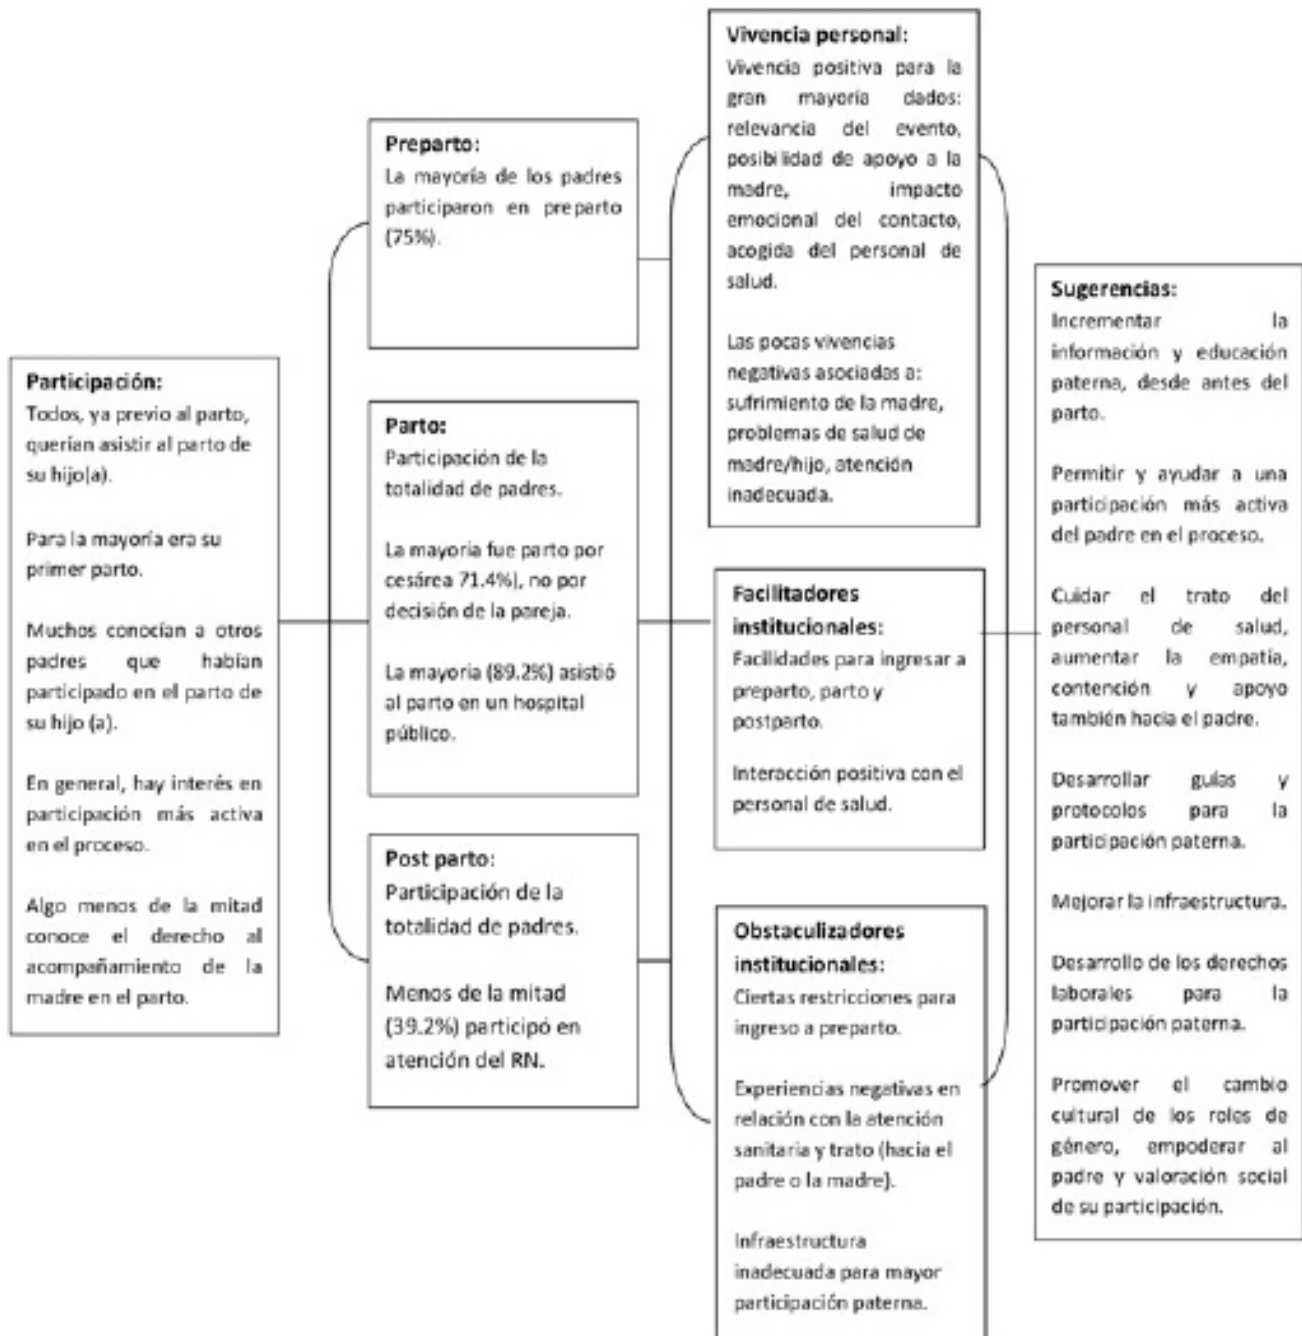 Participación:
Todos, ya previo al parto,
querían asistir al parto de
su hijo(a).
Para la mayoría era su
primer parto.
Muchos conocían a otros
padres que habían
participado en el parto de
su hijo (a).
En general, hay interés en
participación más activa
en el proceso.
Algo menos de la mitad
conoce el derecho al
acompañamiento de la
madre en el parto.
Preparto:
La mayoría de los padres
participaron en preparto
(75%).
Parto:
Participación de la
totalidad de padres.
La mayoría fue parto por
cesárea 71.4%), no por
decisión de la pareja.
La mayoría (89.2%) asistió
al parto en un hospital
público.
Post parto:
Participación de la
totalidad de padres.
Menos de la mitad
(39.2%) participó en
atención del RN.
Vivencia personal:
Vivencia positiva para la
gran mayoría dados:
relevancia del evento,
posibilidad de apoyo a la
madre, impacto
emocional del contacto,
acogida del personal de
salud.
Las pocas vivencias
negativas asociadas a:
sufrimiento de la madre,
problemas de salud de
madre/hijo, atención
inadecuada.
Facilitadores
institucionales:
Facilidades para ingresar a
preparto, parto y
postparto.
Interacción positiva con el
personal de salud.
Obstaculizadores
institucionales:
Ciertas restricciones para
ingreso a preparto.
Experiencias negativas en
relación con la atención
sanitaria y trato (hacia el
padre o la madre).
Infraestructura
inadecuada para mayor
participación paterna.
Sugerencias:
Incrementar la
información y educación
paterna, desde antes del
parto.
Permitir y ayudar a una
participación más activa
del padre en el proceso.
Cuidar el trato del
personal de salud,
aumentar la empatía,
contención y apoyo
también hacia el padre.
Desarrollar guías y
protocolos para la
participación paterna.
Mejorar la infraestructura.
Desarrollo de los derechos
laborales para la
participación paterna.
Promover el cambio
cultural de los roles de
género, empoderar al
padre y valoración social
de su participación.